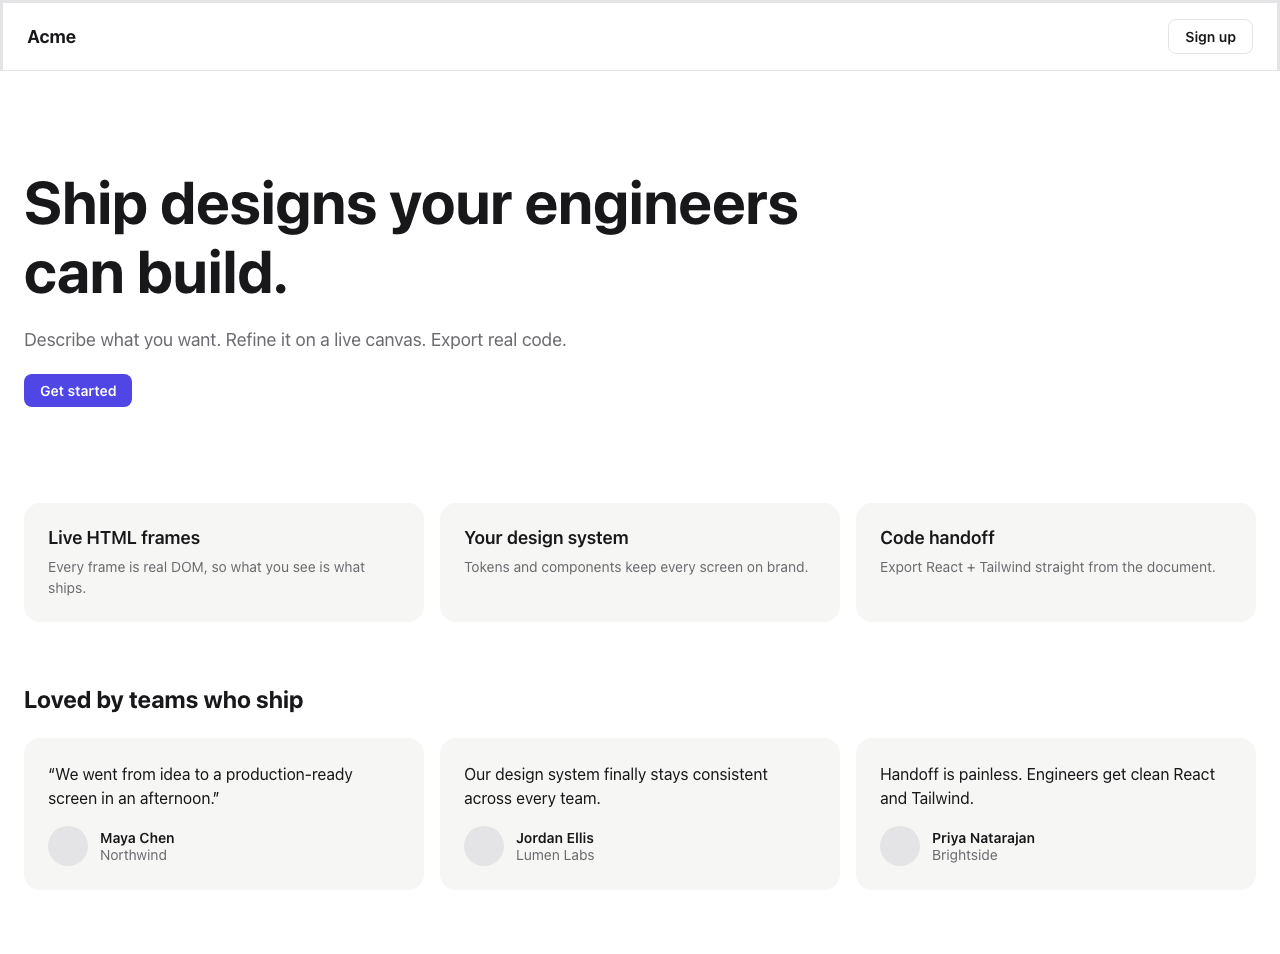 Acme
Sign up
Ship designs your engineers
can build.
Describe what you want. Refine it on a live canvas. Export real code.
Get started
Live HTML frames
Every frame is real DOM, so what you see is what
ships.
Your design system
Tokens and components keep every screen on brand.
Code handoff
Export React + Tailwind straight from the document.
Loved by teams who ship
“We went from idea to a production-ready
screen in an afternoon.”
Maya Chen
Northwind
Our design system finally stays consistent
across every team.
Jordan Ellis
Lumen Labs
Handoff is painless. Engineers get clean React
and Tailwind.
Priya Natarajan
Brightside